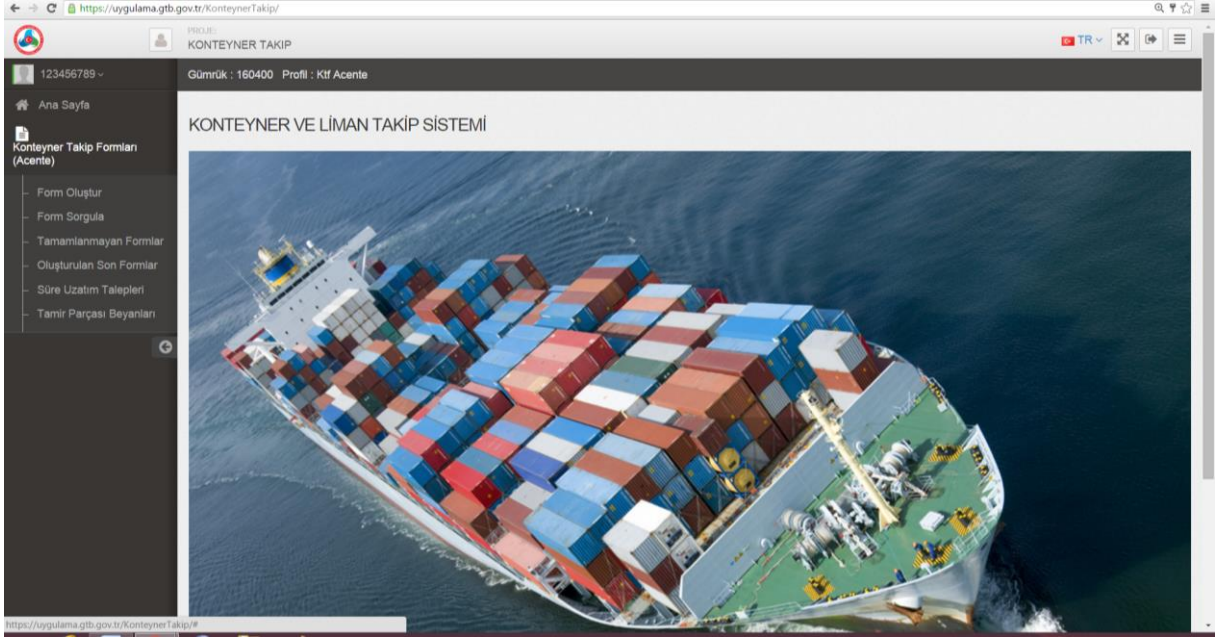 https://uygulama.gtb.gov.tr/KonteynerTakip/
PROJE:
KONTEYNER TAKIP
TR
123456789
Gümrük : 160400 Profil : Ktf Acente
Ana Sayfa
KONTEYNER VE LİMAN TAKİP SİSTEMİ
Konteyner Takip Formları
(Acente)
Form Oluştur
Form Sorgula
Tamamlanmayan Formlar
Oluşturulan Son Formlar
Süre Uzatım Talepleri
Tamir Parçası Beyanları
https://uygulama.gtb.gov.tr/KonteynerTakip/#